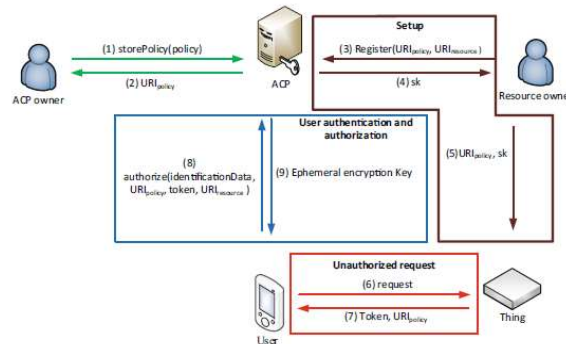 Setup
(1) storePolicy(policy)
(3) Register(URIpolicy, URIresource)
(2) URIpolicy
(4) sk
ACP owner
ACP
Resource owner
User authentication and
authorization
(8)
authorize(identificationData,
URIpolicy, token, URIresource )
(9) Ephemeral encryption Key
(5)URIpolicy, sk
Unauthorized request
(6) request
(7) Token, URIpolicy
User
Thing